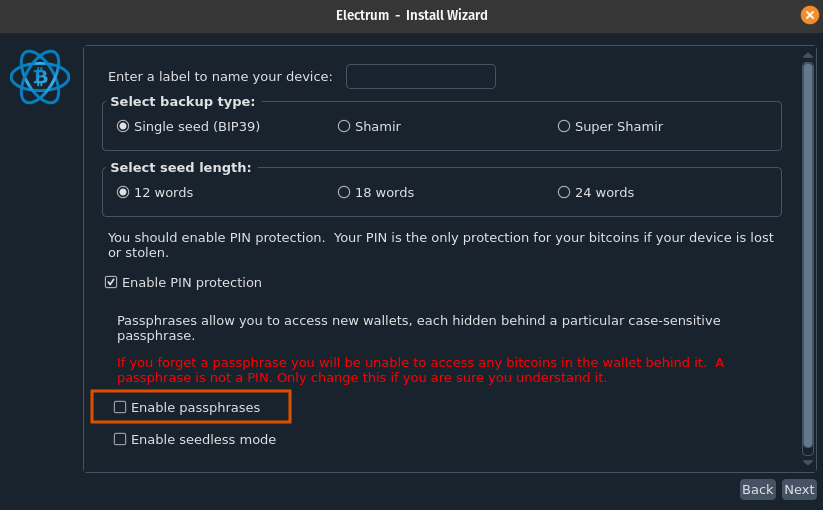 Electrum - Install Wizard
Enter a label to name your device:
Select backup type:
Single seed (BIP39) Shamir Super Shamir
Select seed length:
12 words 18 words 24 words
You should enable PIN protection.  Your PIN is the only protection for your bitcoins if your device is lost
or stolen.
Enable PIN protection
Passphrases allow you to access new wallets, each hidden behind a particular case-sensitive
passphrase.
If you forget a passphrase you will be unable to access any bitcoins in the wallet behind it.  A
passphrase is not a PIN. Only change this if you are sure you understand it.
Enable passphrases
Enable seedless mode
Back Next